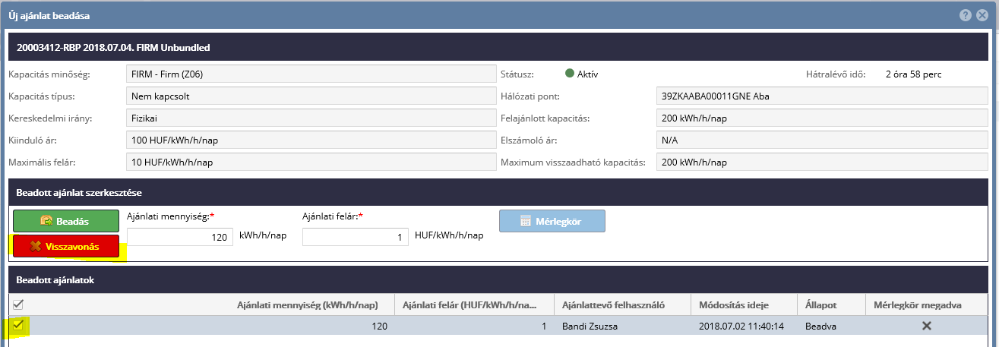 Új ajánlat beadása
20003412-RBP 2018.07.04. FIRM Unbundled
Kapacitás minőség: FIRM - Firm (Z06) Státusz: Aktív Hátralévő idő: 2 óra 58 perc
Kapacitás típus: Nem kapcsolt Hálózati pont: 39ZKAABA00011GNE Aba
Kereskedelmi irány: Fizikai Felajánlott kapacitás: 200 kWh/h/nap
Kiinduló ár: 100 HUF/kWh/h/nap Elszámoló ár: N/A
Maximális felár: 10 HUF/kWh/h/nap Maximum visszaadható kapacitás: 200 kWh/h/nap
Beadott ajánlat szerkesztése
Beadás Ajánlati mennyiség:* Ajánlati felár:* Mérlegkör
Visszavonás 120 kWh/h/nap 1 HUF/kWh/h/nap
Beadott ajánlatok
Ajánlati mennyiség (kWh/h/nap) Ajánlati felár (HUF/kWh/h/na... Ajánlattevő felhasználó Módosítás ideje Állapot Mérlegkör megadva
120 1 Bandi Zsuzsa 2018.07.02 11:40:14 Beadva